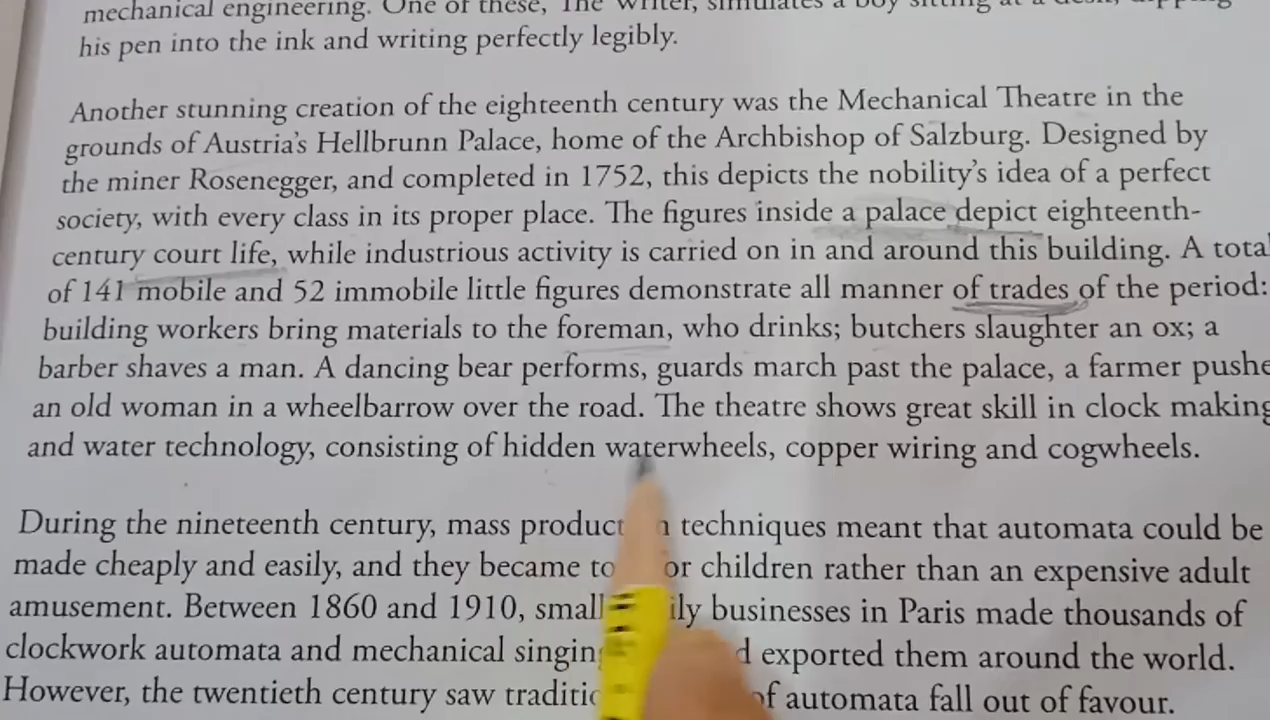 mechanical engineering. One of these, The Writer, simulates a boy sitting at a desk, dipping
his pen into the ink and writing perfectly legibly.
Another stunning creation of the eighteenth century was the Mechanical Theatre in the
grounds of Austria's Hellbrunn Palace, home of the Archbishop of Salzburg. Designed by
the miner Rosenegger, and completed in 1752, this depicts the nobility's idea of a perfect
society, with every class in its proper place. The figures inside a palace depict eighteenth-
century court life, while industrious activity is carried on in and around this building. A total
of 141 mobile and 52 immobile little figures demonstrate all manner of trades of the period:
building workers bring materials to the foreman, who drinks; butchers slaughter an ox; a
barber shaves a man. A dancing bear performs, guards march past the palace, a farmer pushe
an old woman in a wheelbarrow over the road. The theatre shows great skill in clock making
and water technology, consisting of hidden waterwheels, copper wiring and cogwheels.
During the nineteenth century, mass product n techniques meant that automata could be
made cheaply and easily, and they became to or children rather than an expensive adult
amusement. Between 1860 and 1910, small ily businesses in Paris made thousands of
clockwork automata and mechanical singin d exported them around the world.
However, the twentieth century saw traditio of automata fall out of favour.